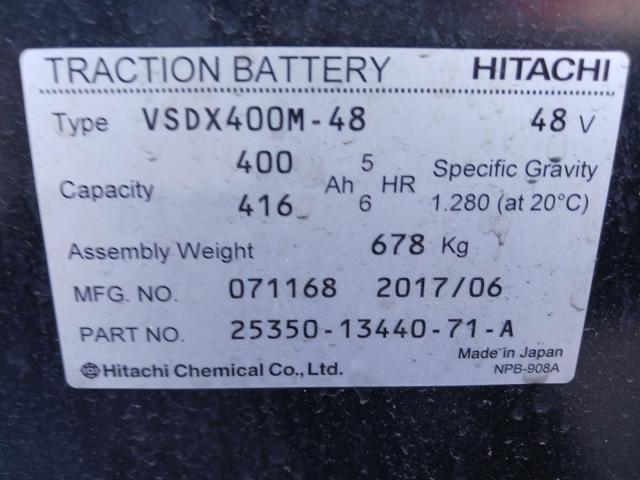 TRACTION BATTERY HITACHI
Type VSDX400M-48 48 V
Capacity 400 Ah 5 HR Specific Gravity
416 6 1.280 (at 20°C)
Assembly Weight 678 Kg
MFG. NO. 071168 2017/06
PART NO. 25350-13440-71-A
Hitachi Chemical Co., Ltd. Made in Japan
NPB-908A